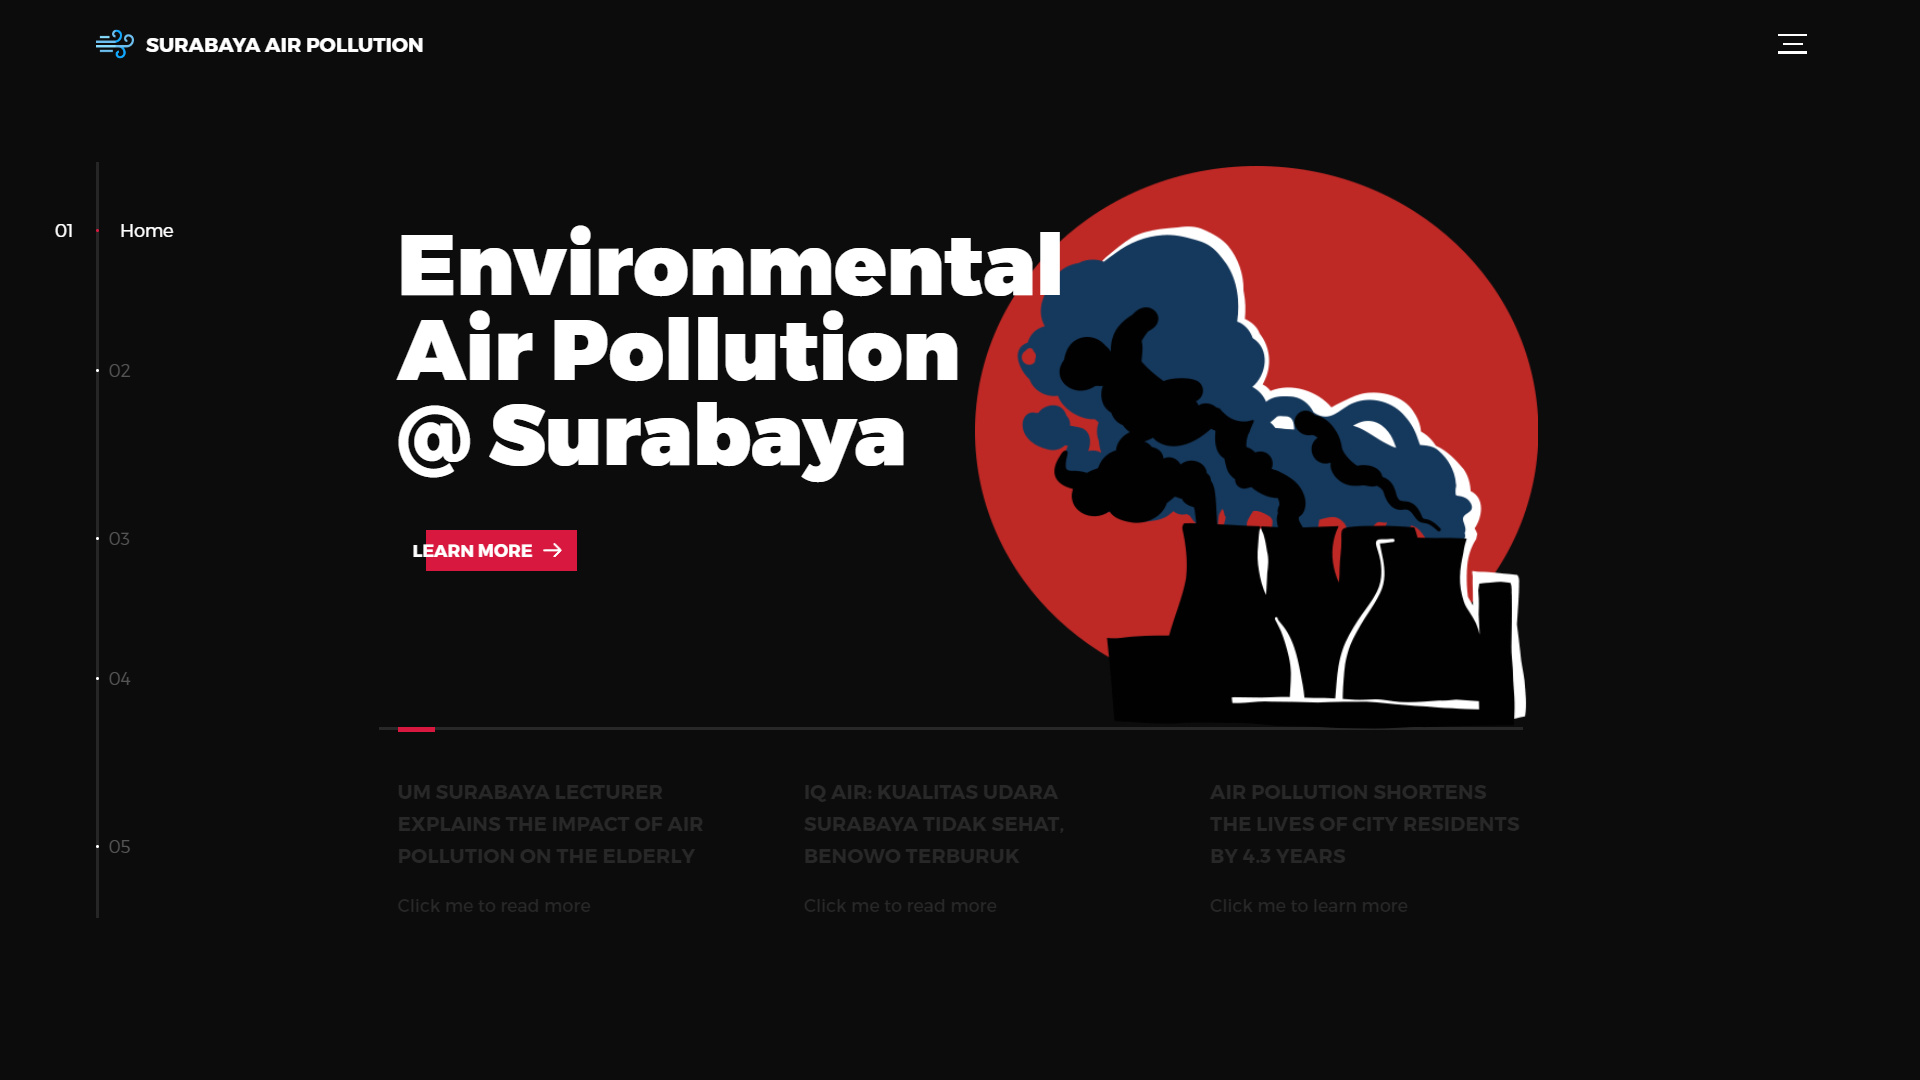 SURABAYA AIR POLLUTION
01 Home
02
03
04
05
Environmental
Air Pollution
@ Surabaya
LEARN MORE
UM SURABAYA LECTURER
EXPLAINS THE IMPACT OF AIR
POLLUTION ON THE ELDERLY
Click me to read more
IQ AIR: KUALITAS UDARA
SURABAYA TIDAK SEHAT,
BENOWO TERBURUK
Click me to read more
AIR POLLUTION SHORTENS
THE LIVES OF CITY RESIDENTS
BY 4.3 YEARS
Click me to learn more